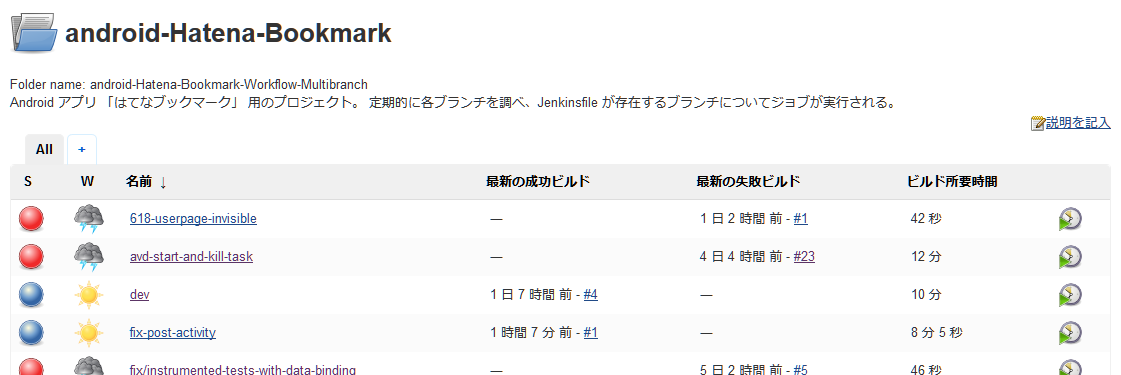 android-Hatena-Bookmark
Folder name: android-Hatena-Bookmark-Workflow-Multibranch
Android アプリ 「はてなブックマーク」 用のプロジェクト。 定期的に各ブランチを調べ、Jenkinsfile が存在するブランチについてジョブが実行される。
説明を記入
All +
S W 名前 ↓ 最新の成功ビルド 最新の失敗ビルド ビルド所要時間
618-userpage-invisible — 1 日 2 時間 前 - #1 42 秒
avd-start-and-kill-task — 4 日 4 時間 前 - #23 12 分
dev 1 日 7 時間 前 - #4 — 10 分
fix-post-activity 1 時間 7 分 前 - #1 — 8 分 5 秒
fix/instrumented-tests-with-data-binding — 5 日 2 時間 前 - #5 46 秒